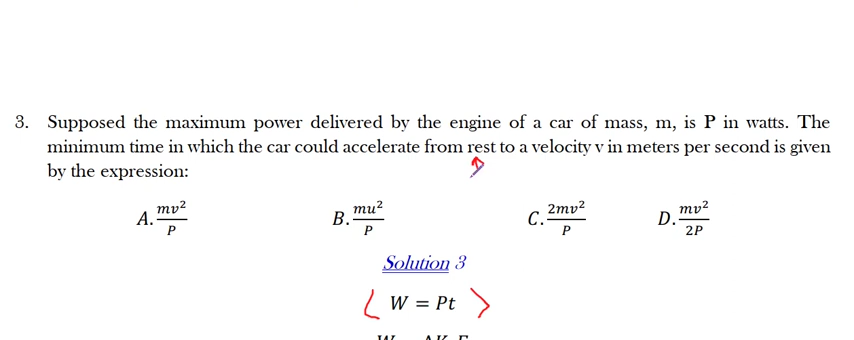 3. Supposed the maximum power delivered by the engine of a car of mass, m, is P in watts. The
minimum time in which the car could accelerate from rest to a velocity v in meters per second is given
by the expression:
A. mv²/P B. mu²/P C. 2mv²/P D. mv²/2P
Solution 3
W = Pt